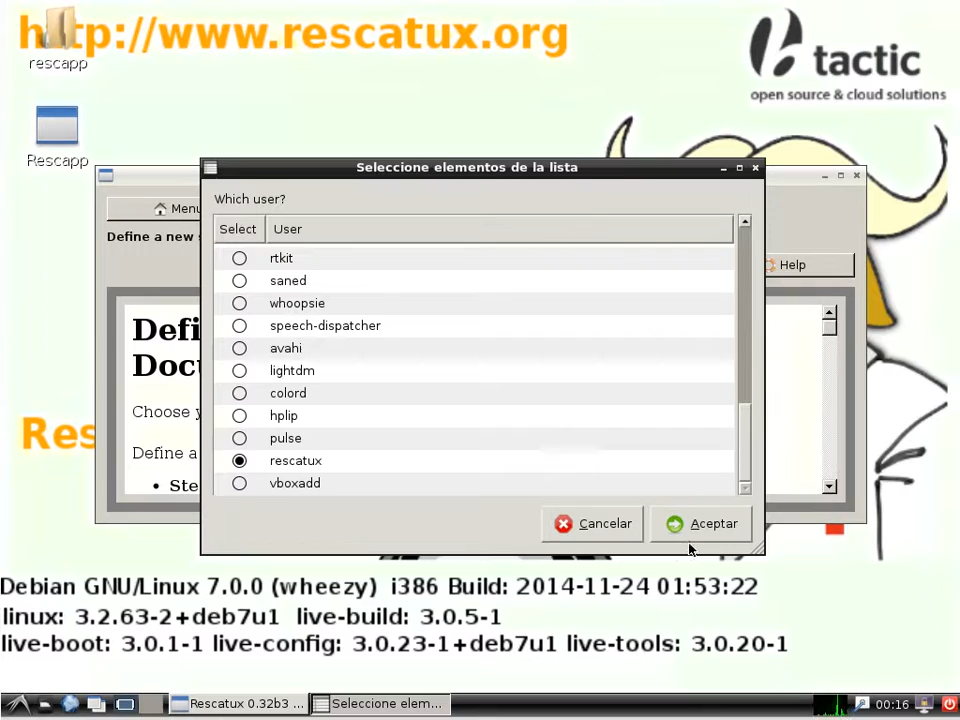 http://www.rescatux.org
tactic
open source & cloud solutions
rescapp
Rescapp
Seleccione elementos de la lista
Which user?
Select User
rtkit
saned
whoopsie
speech-dispatcher
avahi
lightdm
colord
hplip
pulse
rescatux
vboxadd
Cancelar Aceptar
Menu
Define a new
Help
Defi
Docu
Choose y
Define a
• Ste
Res
Debian GNU/Linux 7.0.0 (wheezy) i386 Build: 2014-11-24 01:53:22
linux: 3.2.63-2+deb7u1 live-build: 3.0.5-1
live-boot: 3.0.1-1 live-config: 3.0.23-1+deb7u1 live-tools: 3.0.20-1
Rescatux 0.32b3 ... Seleccione elem... 00:16